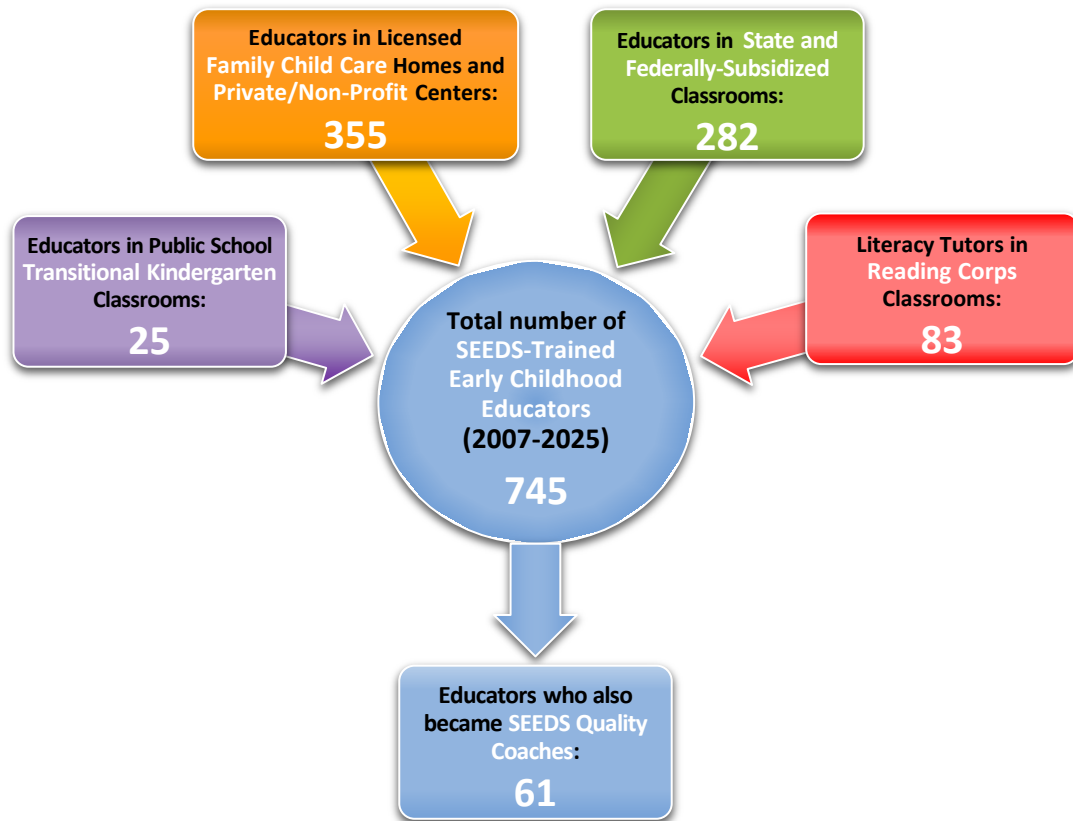 Educators in Licensed
Family Child Care Homes and
Private/Non-Profit Centers:
355
Educators in State and
Federally-Subsidized
Classrooms:
282
Educators in Public School
Transitional Kindergarten
Classrooms:
25
Literacy Tutors in
Reading Corps
Classrooms:
83
Total number of
SEEDS-Trained
Early Childhood
Educators
(2007-2025)
745
Educators who also
became SEEDS Quality
Coaches:
61